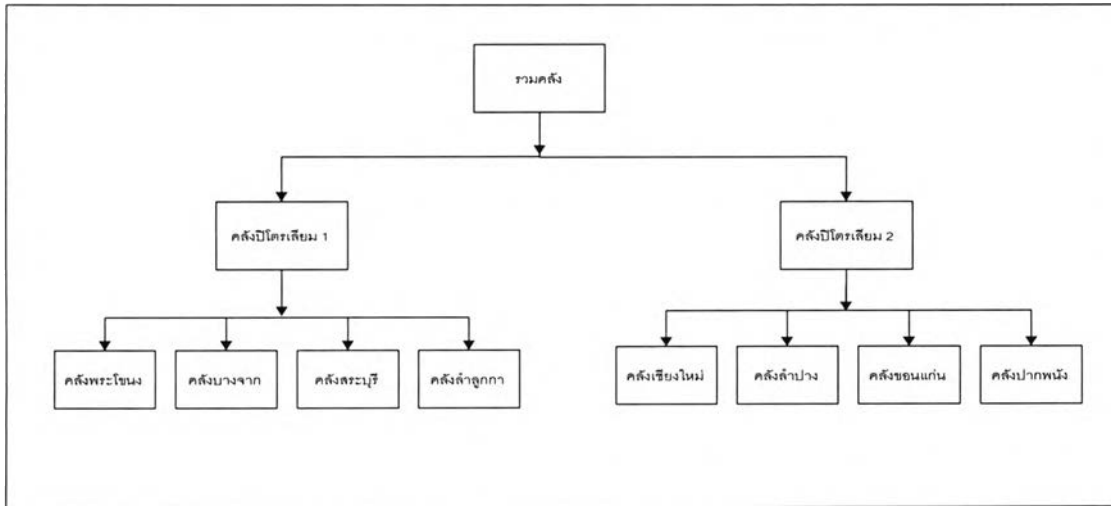 รวมคลัง
คลังปิโตรเลียม 1
คลังปิโตรเลียม 2
คลังพระโขนง
คลังบางจาก
คลังสระบุรี
คลังลำลูกกา
คลังเชียงใหม่
คลังลำปาง
คลังขอนแก่น
คลังปากพนัง